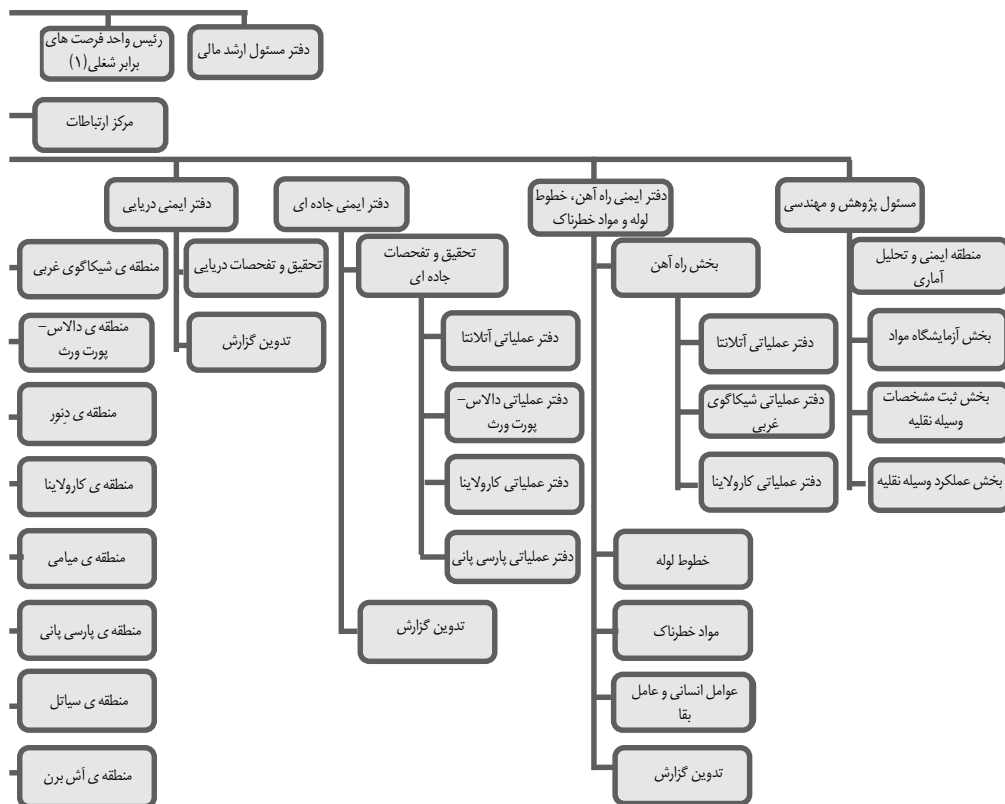 دفتر مسئول ارشد مالی
رئیس واحد فرصت های
برابر شغلی(۱)
مرکز ارتباطات
مسئول پژوهش و مهندسی
منطقه ایمنی و تحلیل
آماری
بخش آزمایشگاه مواد
بخش ثبت مشخصات
وسیله نقلیه
بخش عملکرد وسیله نقلیه
دفتر ایمنی راه آهن، خطوط
لوله و مواد خطرناک
بخش راه آهن
دفتر عملیاتی آتلانتا
دفتر عملیاتی شیکاگوی
غربی
دفتر عملیاتی کارولاینا
خطوط لوله
مواد خطرناک
عوامل انسانی و عامل
بقا
تدوین گزارش
دفتر ایمنی جاده ای
تحقیق و تفحصات
جاده ای
دفتر عملیاتی آتلانتا
دفتر عملیاتی دالاس–
پورت ورث
دفتر عملیاتی کارولاینا
دفتر عملیاتی پارسی پانی
تدوین گزارش
دفتر ایمنی دریایی
تحقیق و تفحصات دریایی
تدوین گزارش
منطقه ی شیکاگوی غربی
منطقه ی دالاس–
پورت ورث
منطقه ی دِنوِر
منطقه ی کارولاینا
منطقه ی میامی
منطقه ی پارسی پانی
منطقه ی سیاتل
منطقه ی آش برن